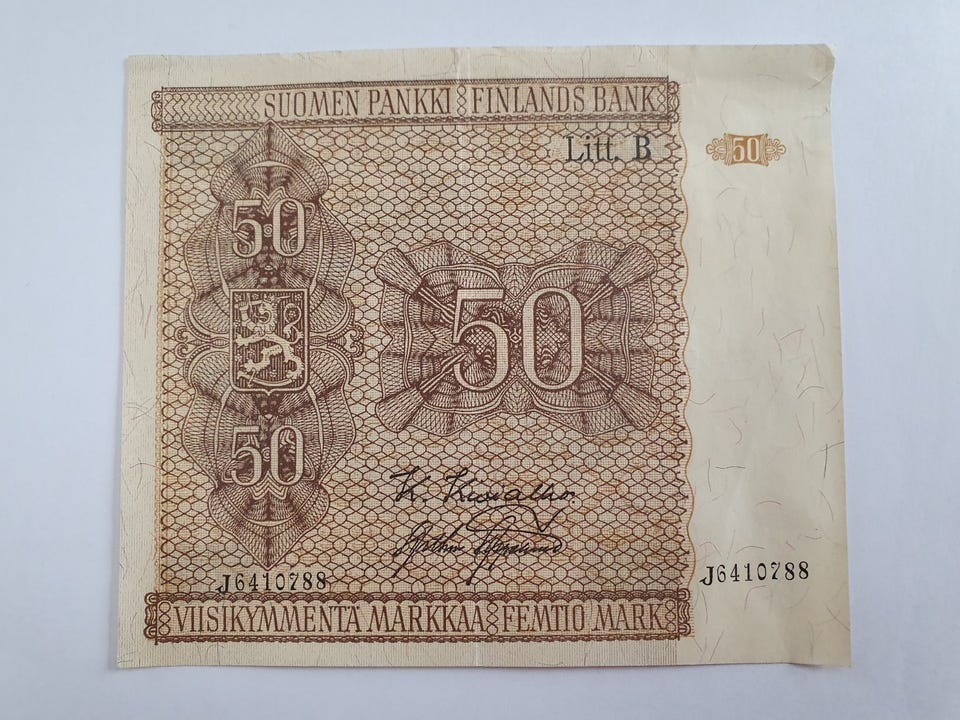 SUOMEN PANKKI FINLANDS BANK
Litt. B
50
50
50
50
K.
J6410788
J6410788
VIISIKYMMENTÄ MARKKAA FEMTIO MARK